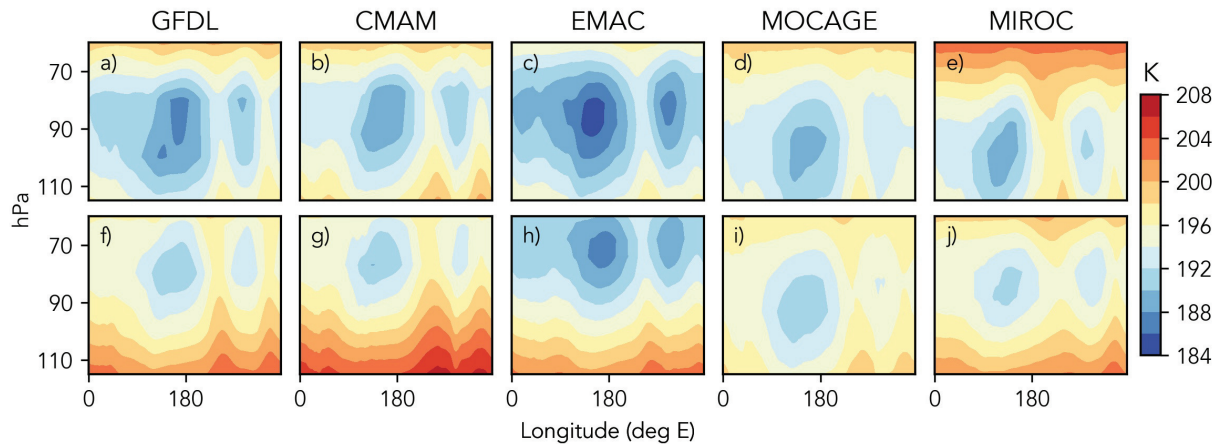 GFDL CMAM EMAC MOCAGE MIROC
a) b) c) d) e) K
70
90
110
208
204
200
196
192
188
184
f) g) h) i) j)
70
90
110
hPa
0 180 0 180 0 180 0 180 0 180
Longitude (deg E)